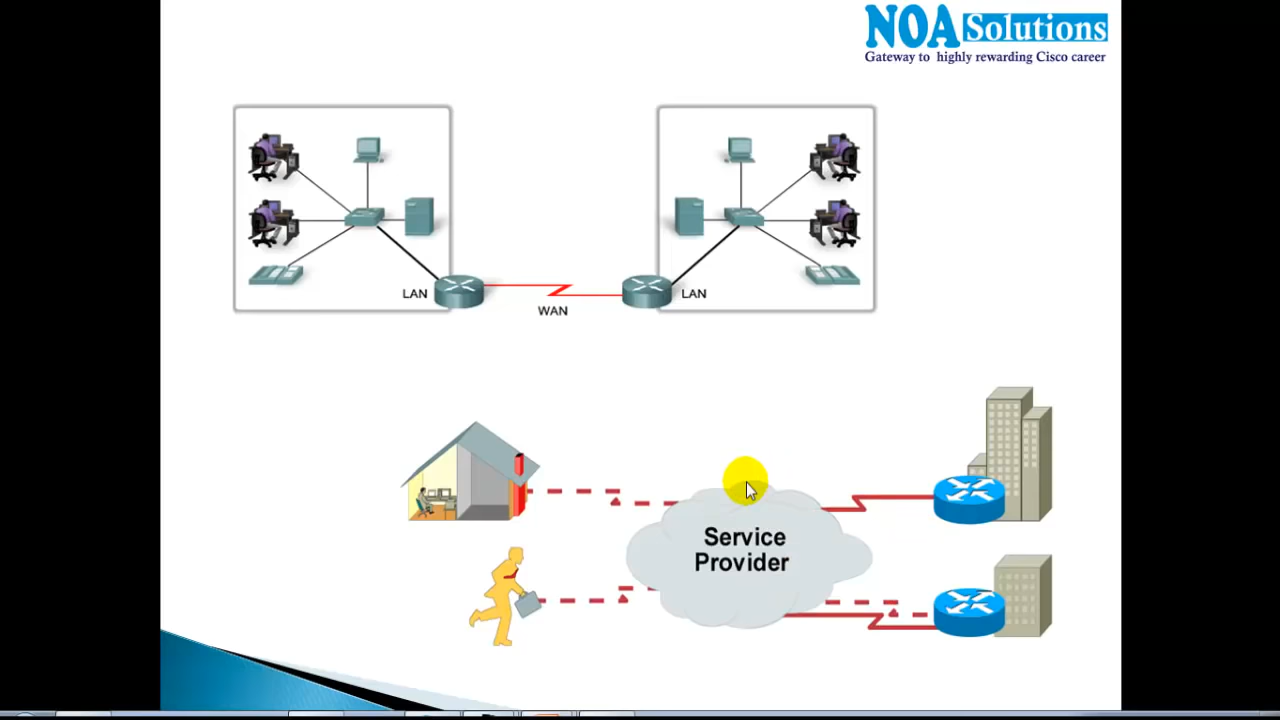 NOA Solutions
Gateway to highly rewarding Cisco career
LAN
LAN
WAN
Service
Provider